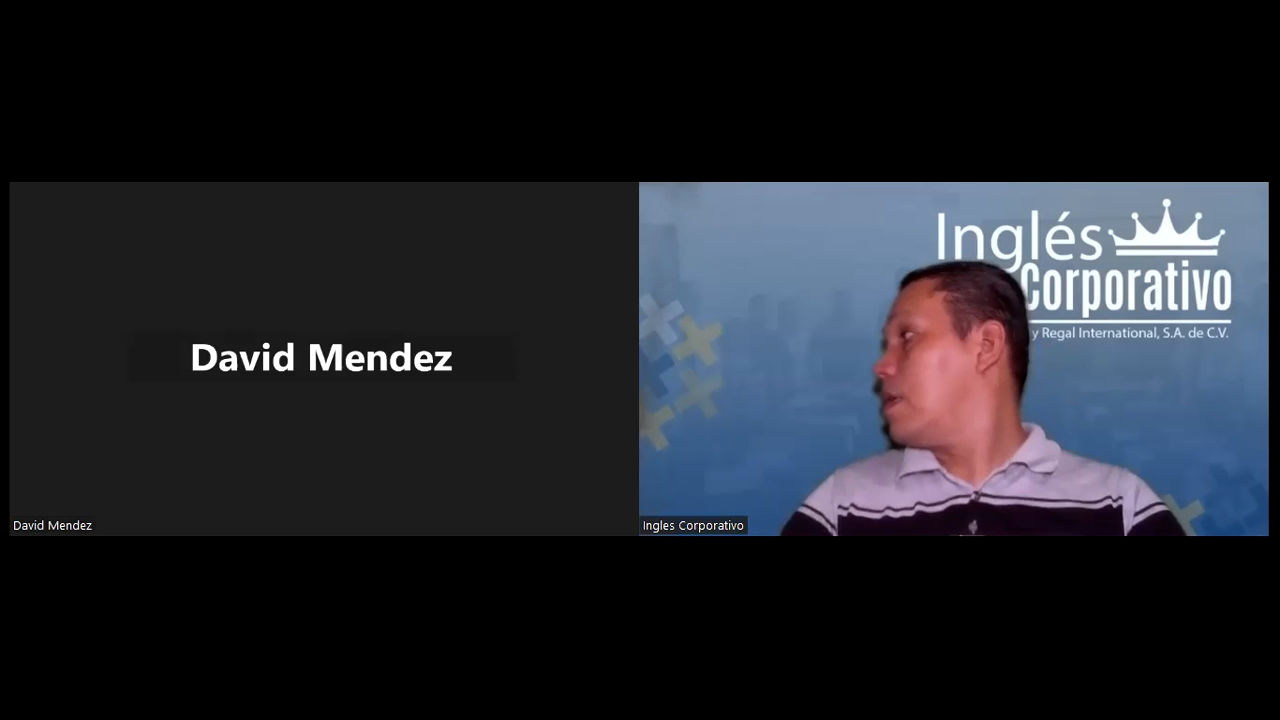 David Mendez
David Mendez
Inglés
Corporativo
y Regal International, S.A. de C.V.
Ingles Corporativo